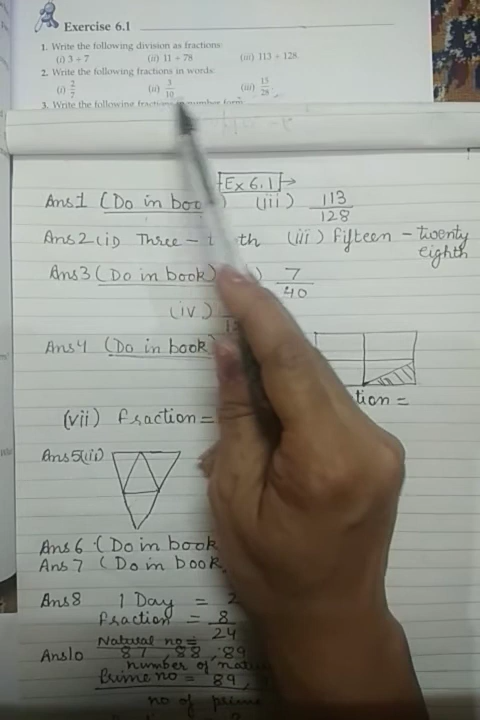 Exercise 6.1
1. Write the following division as fractions
(i) 3 ÷ 7 (ii) 11 ÷ 78 (iii) 113 ÷ 128
2. Write the following fractions in words:
(i) 2/7 (ii) 3/10 (iii) 15/28
3. Write the following fractions in number form
Ex 6.1
Ans1 (Do in book) (iii) 113/128
Ans2 (ii) Three - th (iii) Fifteen - twenty
eighth
Ans3 (Do in book) 7/40
(iv)
Ans4 (Do in book)
(vii) fraction = tion =
Ans5(iii)
Ans6 (Do in book
Ans7 (Do in book
Ans8 1 Day = 2
fraction = 8/24
Natural no =
Ans10 87, 88, 89
number of natu
Prime no = 89,
no of prime